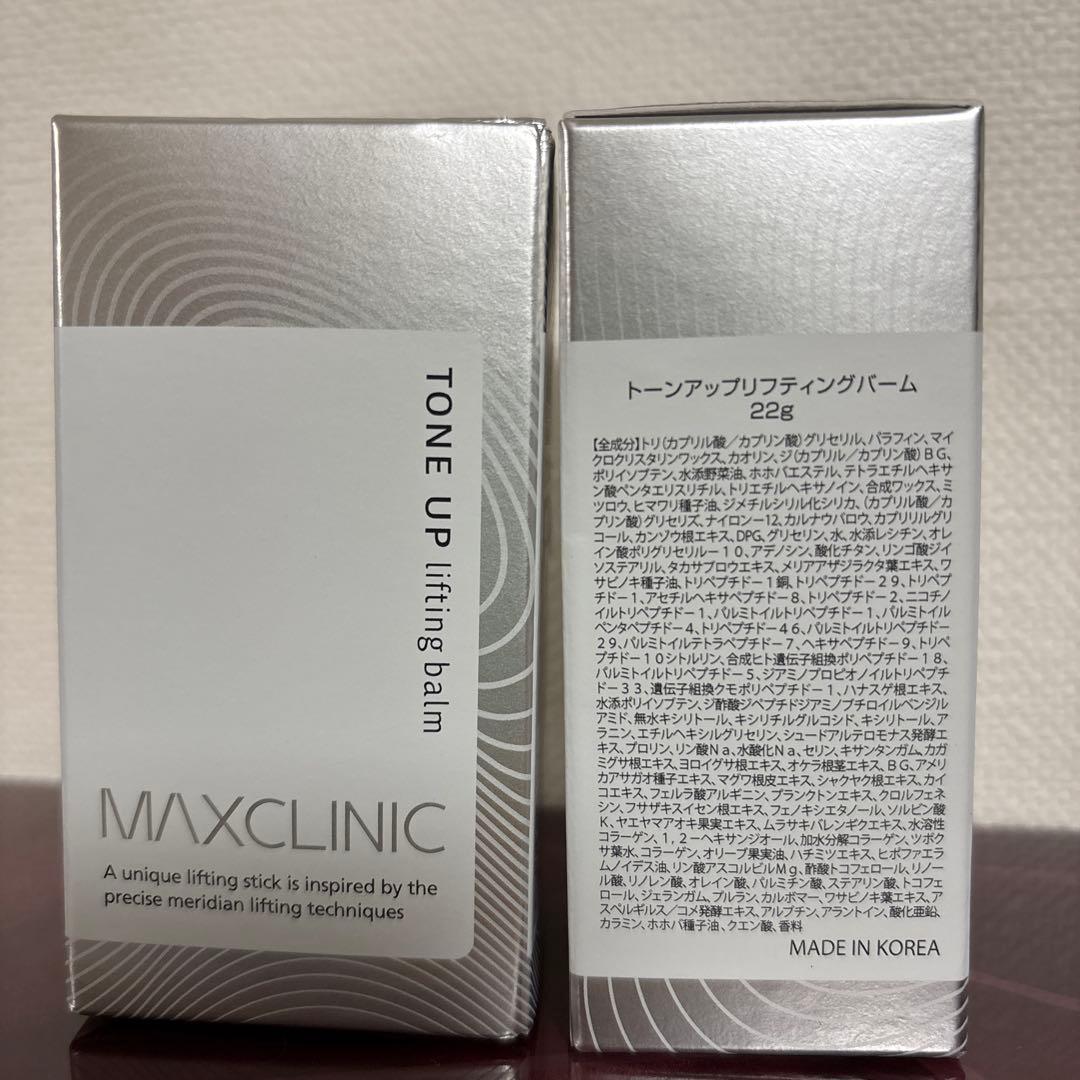 TONE UP lifting balm
MAXCLINIC
A unique lifting stick is inspired by the
precise meridian lifting techniques
トーンアップリフティングバーム
22g
【全成分】トリ(カプリル酸／カプリン酸)グリセリル、パラフィン、マイ
クロクリスタリンワックス、カオリン、ジ(カプリル／カプリン酸)BG、
ポリイソブテン、水添野菜油、ホホバエステル、テトラエチルヘキサ
ン酸ペンタエリスリチル、トリエチルヘキサノイン、合成ワックス、ミ
ツロウ、ヒマワリ種子油、ジメチルシリル化シリカ、(カプリル酸／カ
プリン酸)グリセリズ、ナイロン－12、カルナウバロウ、カプリリルグリ
コール、カンゾウ根エキス、DPG、グリセリン、水、水添レシチン、オレ
イン酸ポリグリセリル－10、アデノシン、酸化チタン、リンゴ酸ジイ
ソステアリル、タカサブロウエキス、メリアアザジラクタ葉エキス、ワ
サビノキ種子油、トリペプチド－1銅、トリペプチド－29、トリペプ
チド－1、アセチルヘキサペプチド－8、トリペプチド－2、ニコチノ
イルトリペプチド－1、パルミトイルトリペプチド－1、パルミトイル
ペンタペプチド－4、トリペプチド－46、パルミトイルトリペプチド－
29、パルミトイルテトラペプチド－7、ヘキサペプチド－9、トリペ
プチド－10シトルリン、合成ヒト遺伝子組換ポリペプチド－18、
パルミトイルトリペプチド－5、ジアミノプロピオノイルトリペプチ
ド－33、遺伝子組換クモポリペプチド－1、ハナスゲ根エキス、
水添ポリイソブテン、ジ酢酸ジペプチドジアミノブチロイルベンジル
アミド、無水キシリトール、キシリチルグルコシド、キシリトール、ア
ラニン、エチルヘキシルグリセリン、シュードアルテロモナス発酵エ
キス、プロリン、リン酸Na、水酸化Na、セリン、キサンタンガム、カガ
ミグサ根エキス、ヨロイグサ根エキス、オケラ根茎エキス、BG、アメリ
カアサガオ種子エキス、マグワ根皮エキス、シャクヤク根エキス、カイ
コエキス、フェルラ酸アルギニン、プランクトンエキス、クロルフェネ
シン、フサザキスイセン根エキス、フェノキシエタノール、ソルビン酸
K、ヤエヤマアオキ果実エキス、ムラサキバレンギクエキス、水溶性
コラーゲン、1，2－ヘキサンジオール、加水分解コラーゲン、ツボク
サ葉水、コラーゲン、オリーブ果実油、ハチミツエキス、ヒポファエラ
ムノイデス油、リン酸アスコルビルMg、酢酸トコフェロール、リノー
ル酸、リノレン酸、オレイン酸、パルミチン酸、ステアリン酸、トコフェ
ロール、ジェランガム、プルラン、カルボマー、ワサビノキ葉エキス、ア
スペルギルス／コメ発酵エキス、アルブチン、アラントイン、酸化亜鉛、
カラミン、ホホバ種子油、クエン酸、香料
MADE IN KOREA